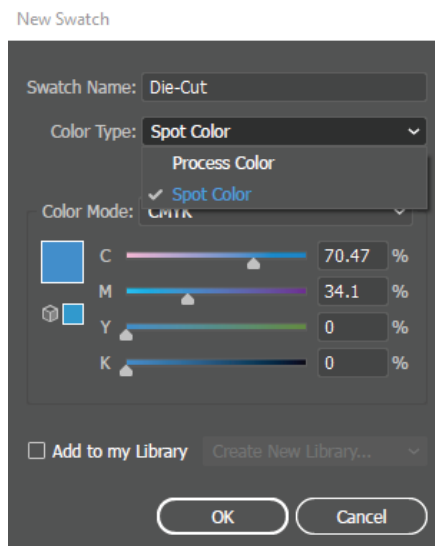 New Swatch
Swatch Name: Die-Cut
Color Type: Spot Color
Process Color
Spot Color
Color Mode: CMYK
C 70.47 %
M 34.1 %
Y 0 %
K 0 %
Add to my Library Create New Library...
OK Cancel